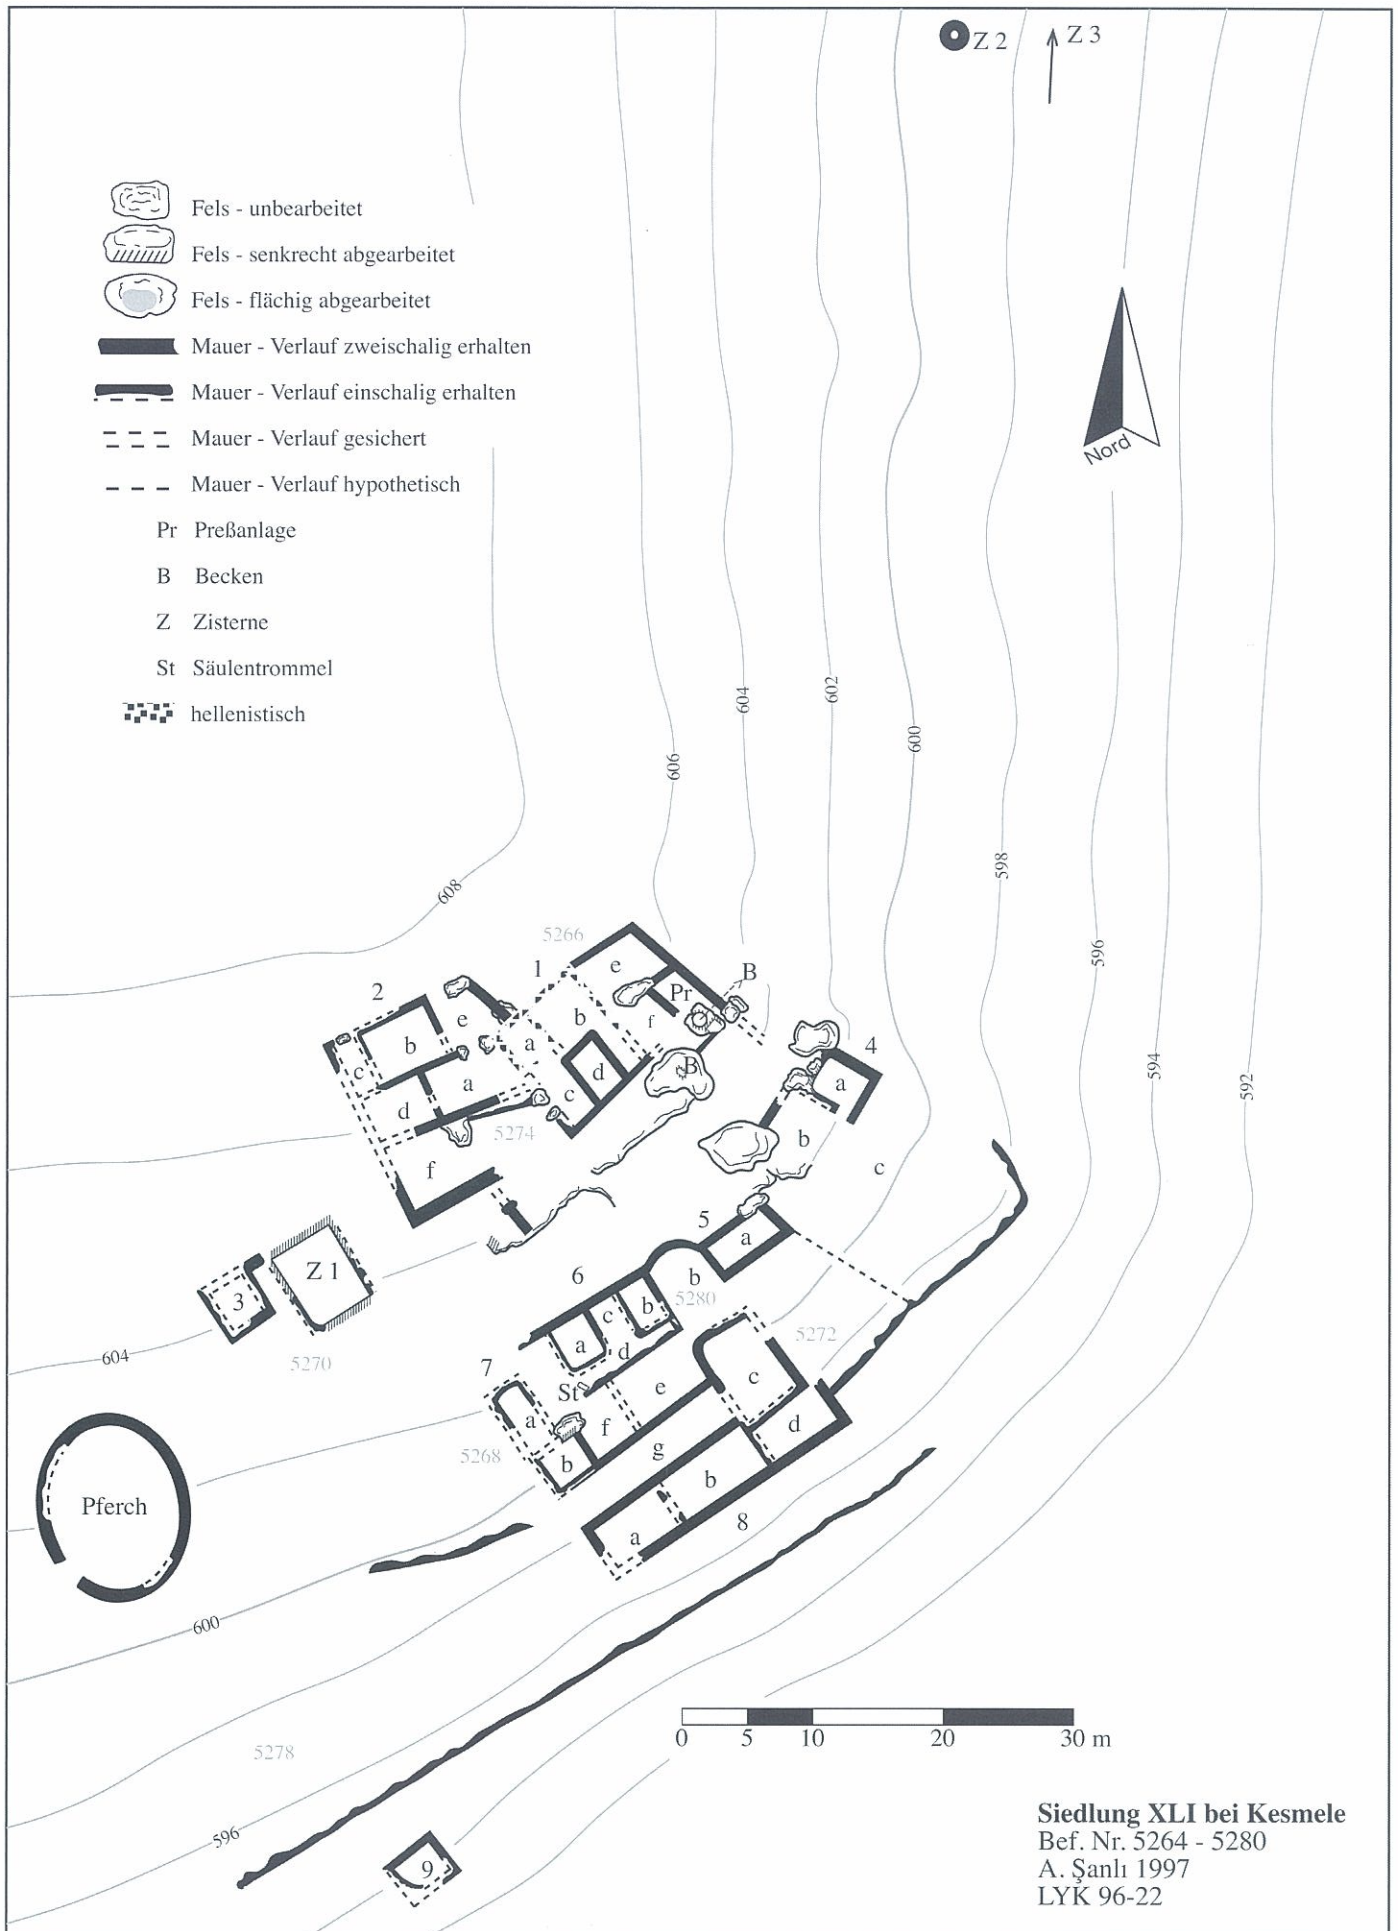 Z 2
Z 3
Fels - unbearbeitet
Fels - senkrecht abgearbeitet
Fels - flächig abgearbeitet
Mauer - Verlauf zweischalig erhalten
Mauer - Verlauf einschalig erhalten
Mauer - Verlauf gesichert
Mauer - Verlauf hypothetisch
Pr Preßanlage
B Becken
Z Zisterne
St Säulentrommel
hellenistisch
Nord
604
602
600
606
598
608
596
594
592
5266
1
e
B
2
Pr
e
b
f
a
b
4
c
a
B
d
a
d
c
b
5274
f
c
5
a
Z 1
3
6
b
5280
b
c
5272
604
5270
a
d
7
St
e
c
a
f
d
5268
g
b
b
Pferch
8
a
600
5278
0 5 10 20 30 m
596
9
Siedlung XLI bei Kesmele
Bef. Nr. 5264 - 5280
A. Şanlı 1997
LYK 96-22